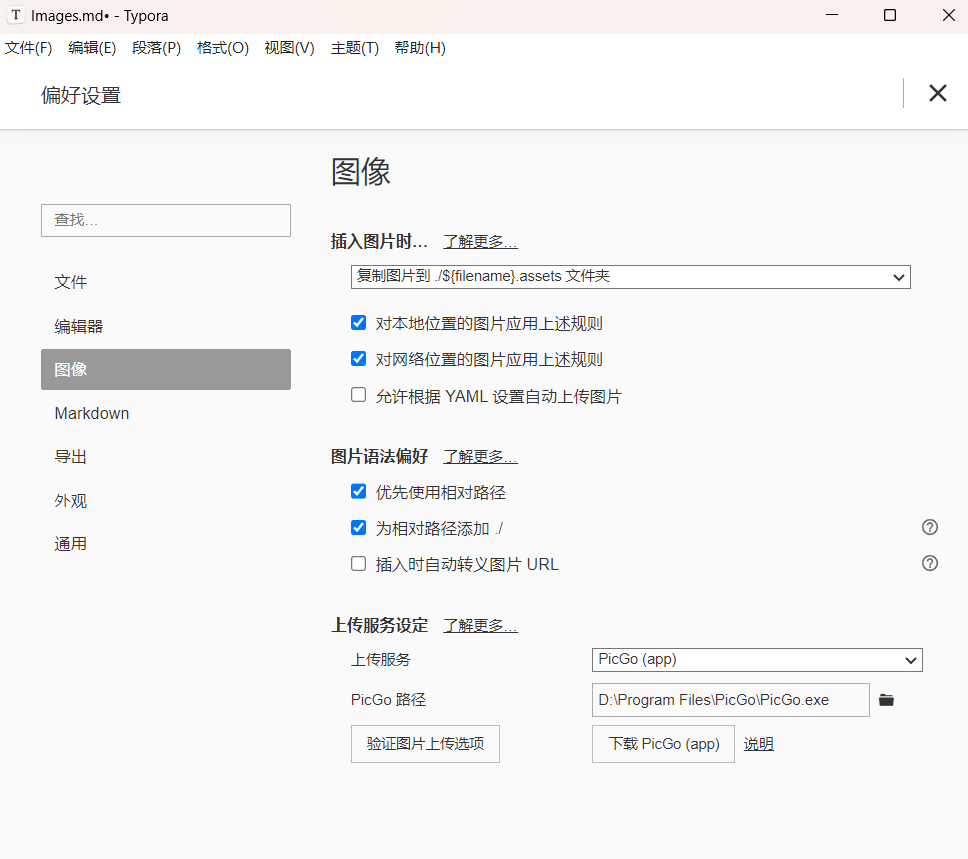 Images.md• - Typora
文件(F) 编辑(E) 段落(P) 格式(O) 视图(V) 主题(T) 帮助(H)
偏好设置
查找…
文件
编辑器
图像
Markdown
导出
外观
通用
图像
插入图片时… 了解更多…
复制图片到 ./${filename}.assets 文件夹
对本地位置的图片应用上述规则
对网络位置的图片应用上述规则
允许根据 YAML 设置自动上传图片
图片语法偏好 了解更多…
优先使用相对路径
为相对路径添加 ./
插入时自动转义图片 URL
上传服务设定 了解更多…
上传服务 PicGo (app)
PicGo 路径 D:\Program Files\PicGo\PicGo.exe
验证图片上传选项 下载 PicGo (app) 说明